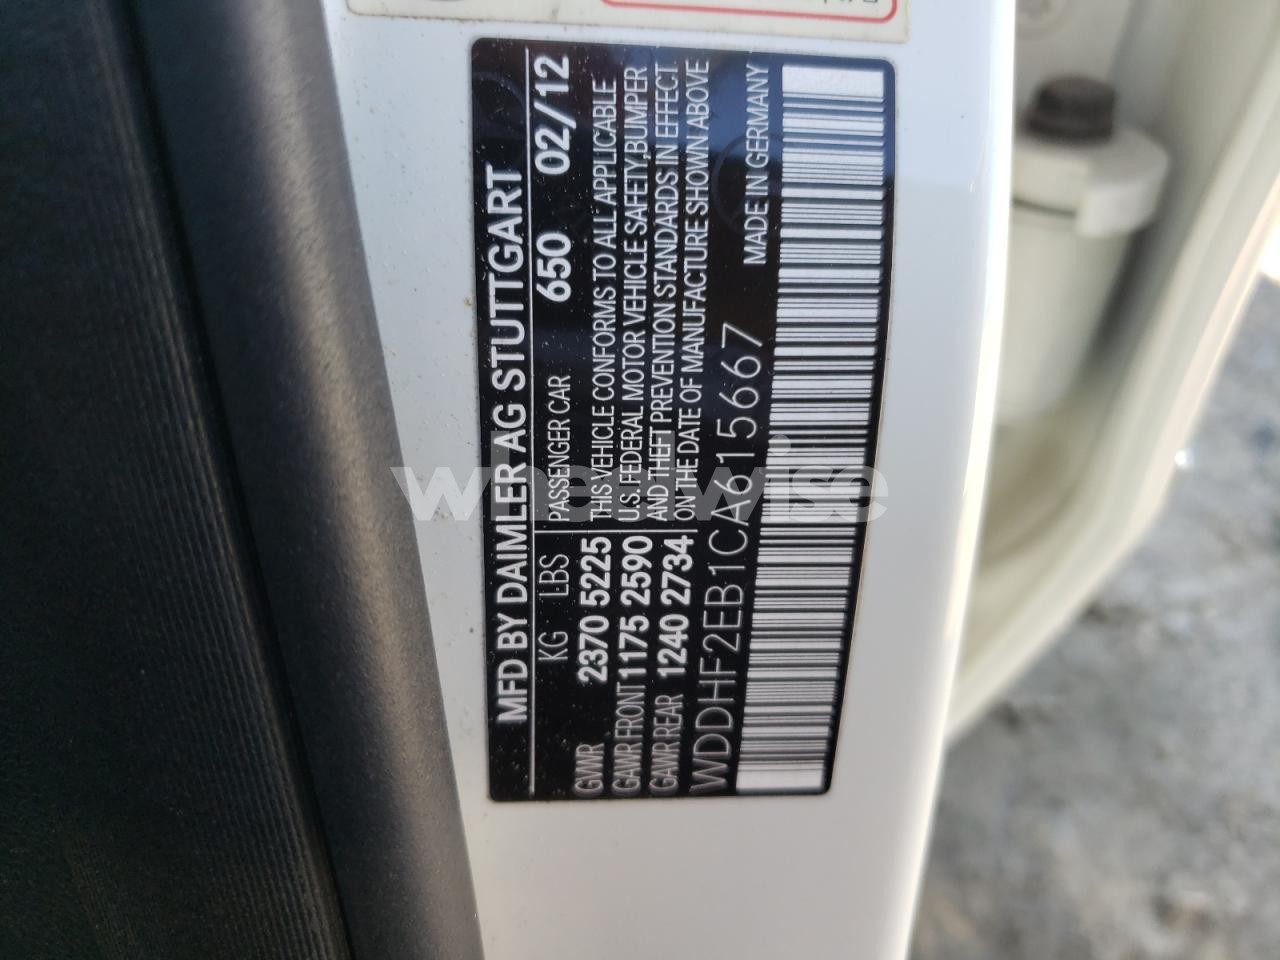 MFD BY DAIMLER AG STUTTGART
KG LBS PASSENGER CAR 650 02/12
GVWR 2370 5225 THIS VEHICLE CONFORMS TO ALL APPLICABLE
GAWR FRONT 1175 2590 U.S. FEDERAL MOTOR VEHICLE SAFETY,BUMPER
GAWR REAR 1240 2734 AND THEFT PREVENTION STANDARDS IN EFFECT
ON THE DATE OF MANUFACTURE SHOWN ABOVE
WDDHF2EB1CA615667 MADE IN GERMANY
wheelwise